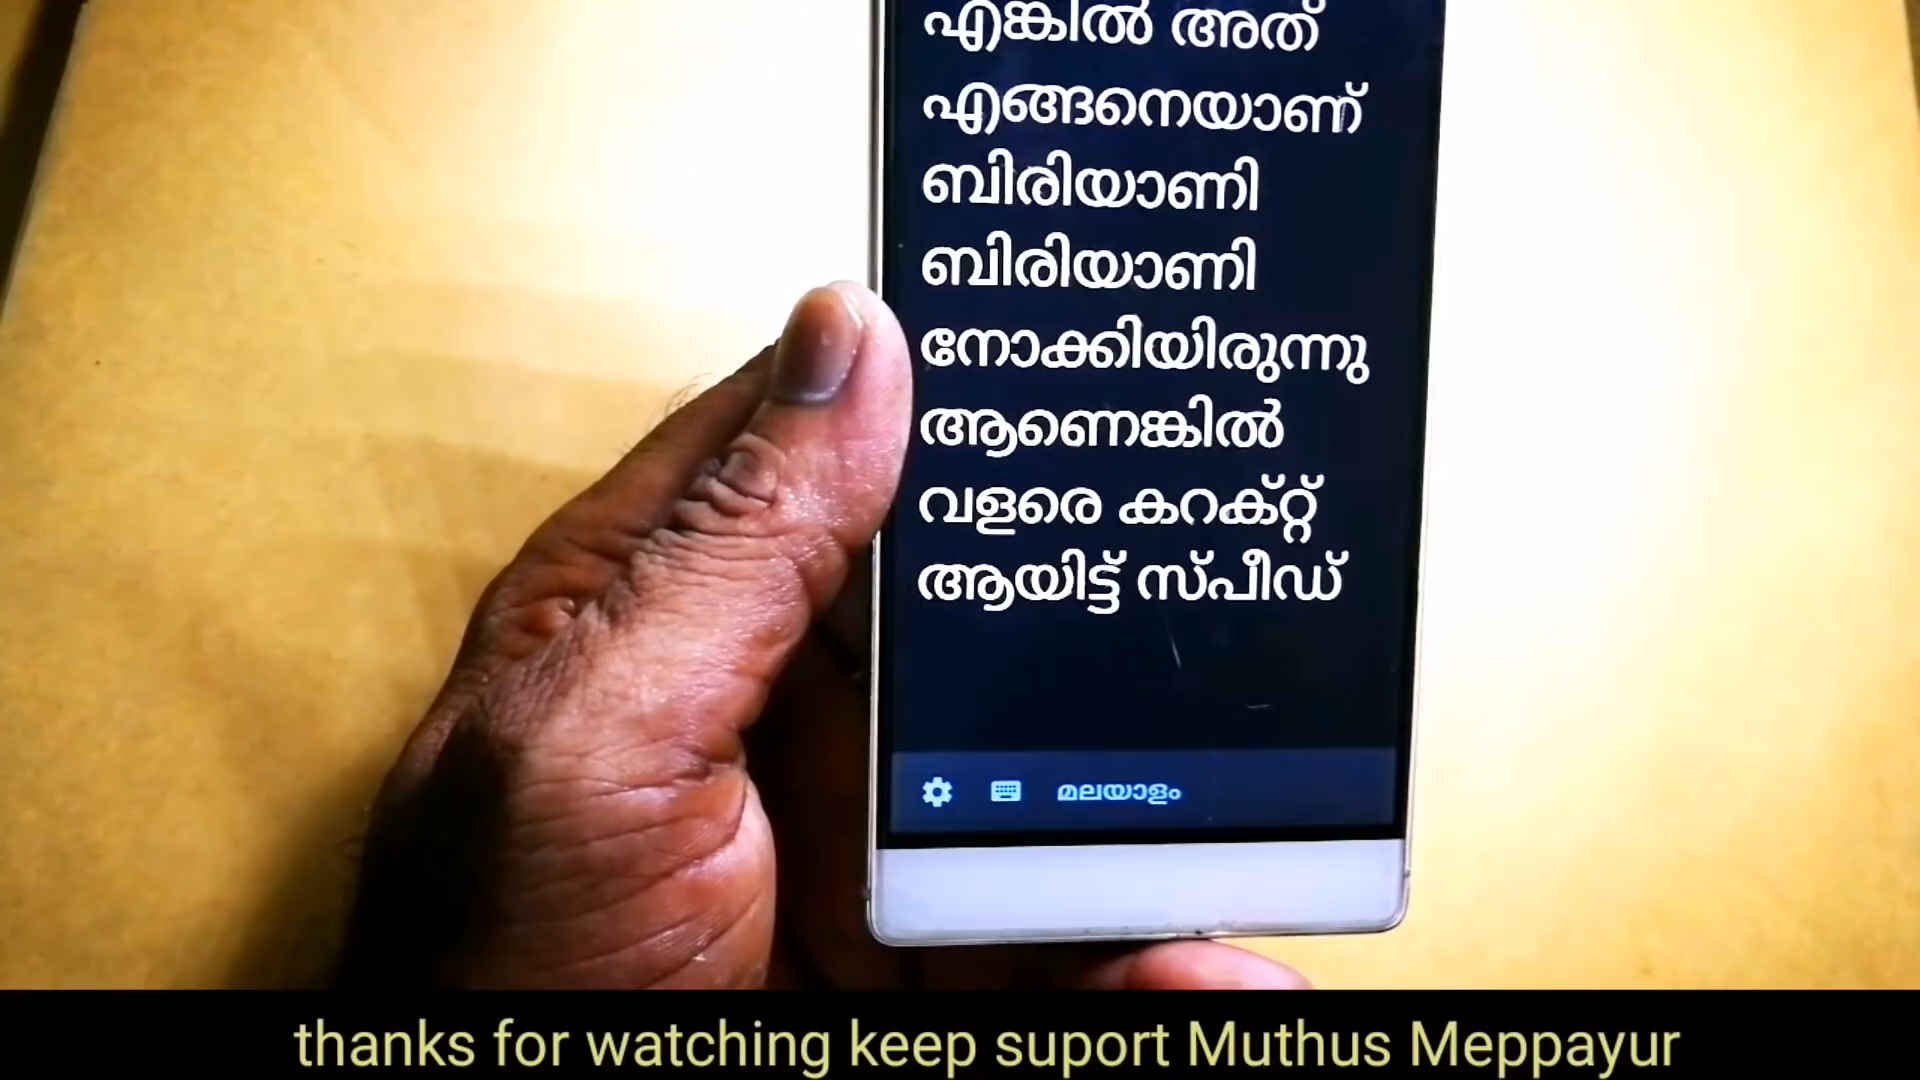 എങ്കിൽ അത്
എങ്ങനെയാണ്
ബിരിയാണി
ബിരിയാണി
നോക്കിയിരുന്നു
ആണെങ്കിൽ
വളരെ കറക്റ്റ്
ആയിട്ട് സ്പീഡ്
മലയാളം
thanks for watching keep suport Muthus Meppayur